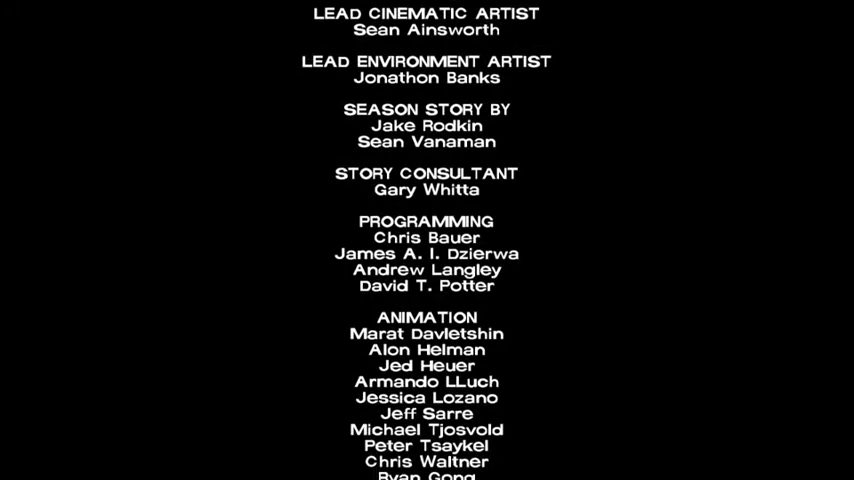 LEAD CINEMATIC ARTIST
Sean Ainsworth
LEAD ENVIRONMENT ARTIST
Jonathon Banks
SEASON STORY BY
Jake Rodkin
Sean Vanaman
STORY CONSULTANT
Gary Whitta
PROGRAMMING
Chris Bauer
James A. I. Dzierwa
Andrew Langley
David T. Potter
ANIMATION
Marat Davletshin
Alon Helman
Jed Heuer
Armando LLuch
Jessica Lozano
Jeff Sarre
Michael Tjosvold
Peter Tsaykel
Chris Waltner
Ryan Gong